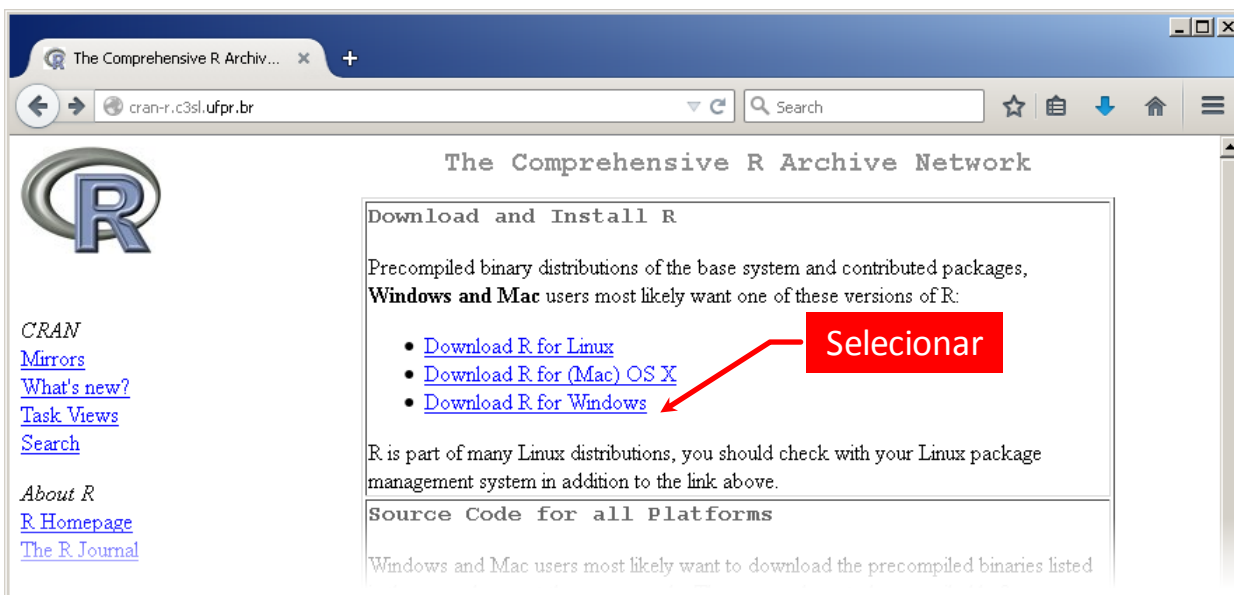 The Comprehensive R Archiv...
cran-r.c3sl.ufpr.br
Search
R
The Comprehensive R Archive Network
Download and Install R
Precompiled binary distributions of the base system and contributed packages,
Windows and Mac users most likely want one of these versions of R:
Download R for Linux
Download R for (Mac) OS X
Download R for Windows
Selecionar
R is part of many Linux distributions, you should check with your Linux package
management system in addition to the link above.
Source Code for all Platforms
Windows and Mac users most likely want to download the precompiled binaries listed
CRAN
Mirrors
What's new?
Task Views
Search
About R
R Homepage
The R Journal